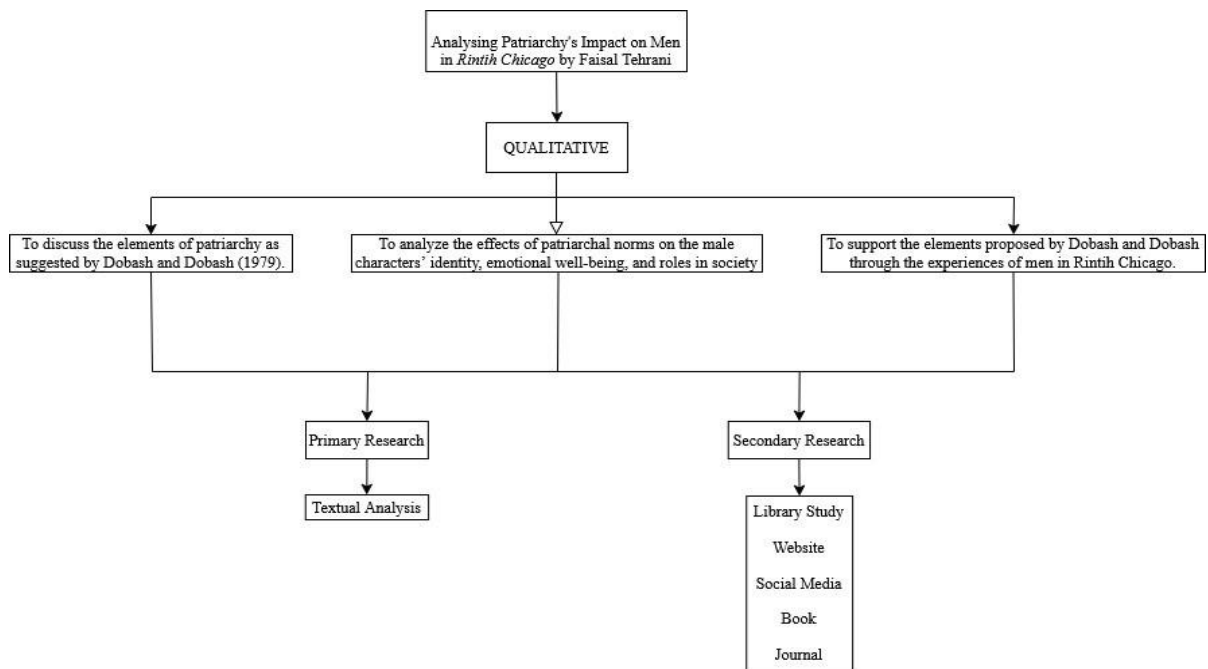 Analysing Patriarchy's Impact on Men
in Rintih Chicago by Faisal Tehrani
QUALITATIVE
To discuss the elements of patriarchy as
suggested by Dobash and Dobash (1979).
To analyze the effects of patriarchal norms on the male
characters’ identity, emotional well-being, and roles in society
To support the elements proposed by Dobash and Dobash
through the experiences of men in Rintih Chicago.
Primary Research
Textual Analysis
Secondary Research
Library Study
Website
Social Media
Book
Journal